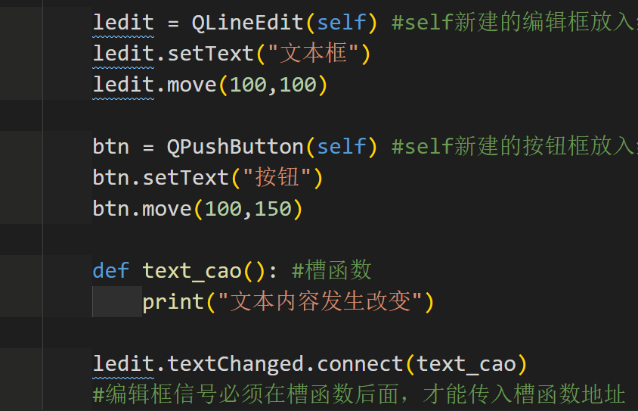 ledit = QLineEdit(self) #self新建的编辑框放入
ledit.setText("文本框")
ledit.move(100,100)
btn = QPushButton(self) #self新建的按钮框放入
btn.setText("按钮")
btn.move(100,150)
def text_cao(): #槽函数
print("文本内容发生改变")
ledit.textChanged.connect(text_cao)
#编辑框信号必须在槽函数后面，才能传入槽函数地址